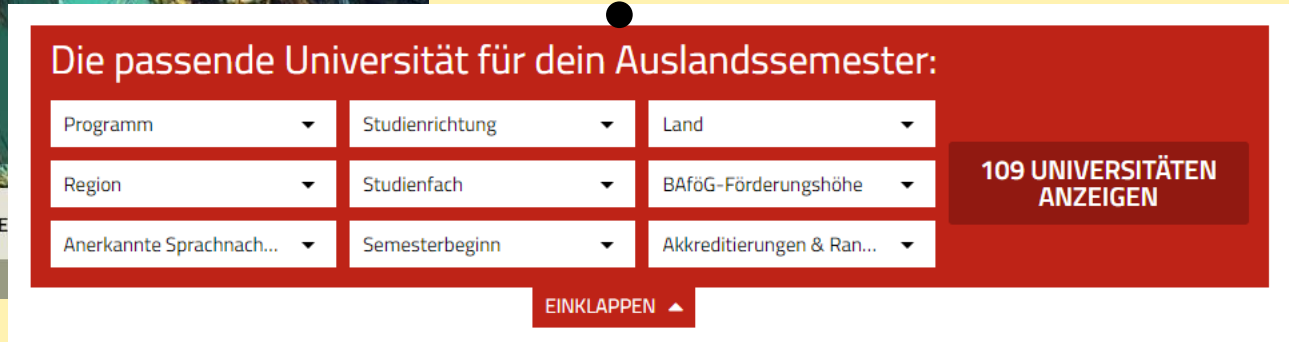 Die passende Universität für dein Auslandssemester:
Programm
Studienrichtung
Land
Region
Studienfach
BAföG-Förderungshöhe
Anerkannte Sprachnach...
Semesterbeginn
Akkreditierungen & Ran...
109 UNIVERSITÄTEN
ANZEIGEN
EINKLAPPEN